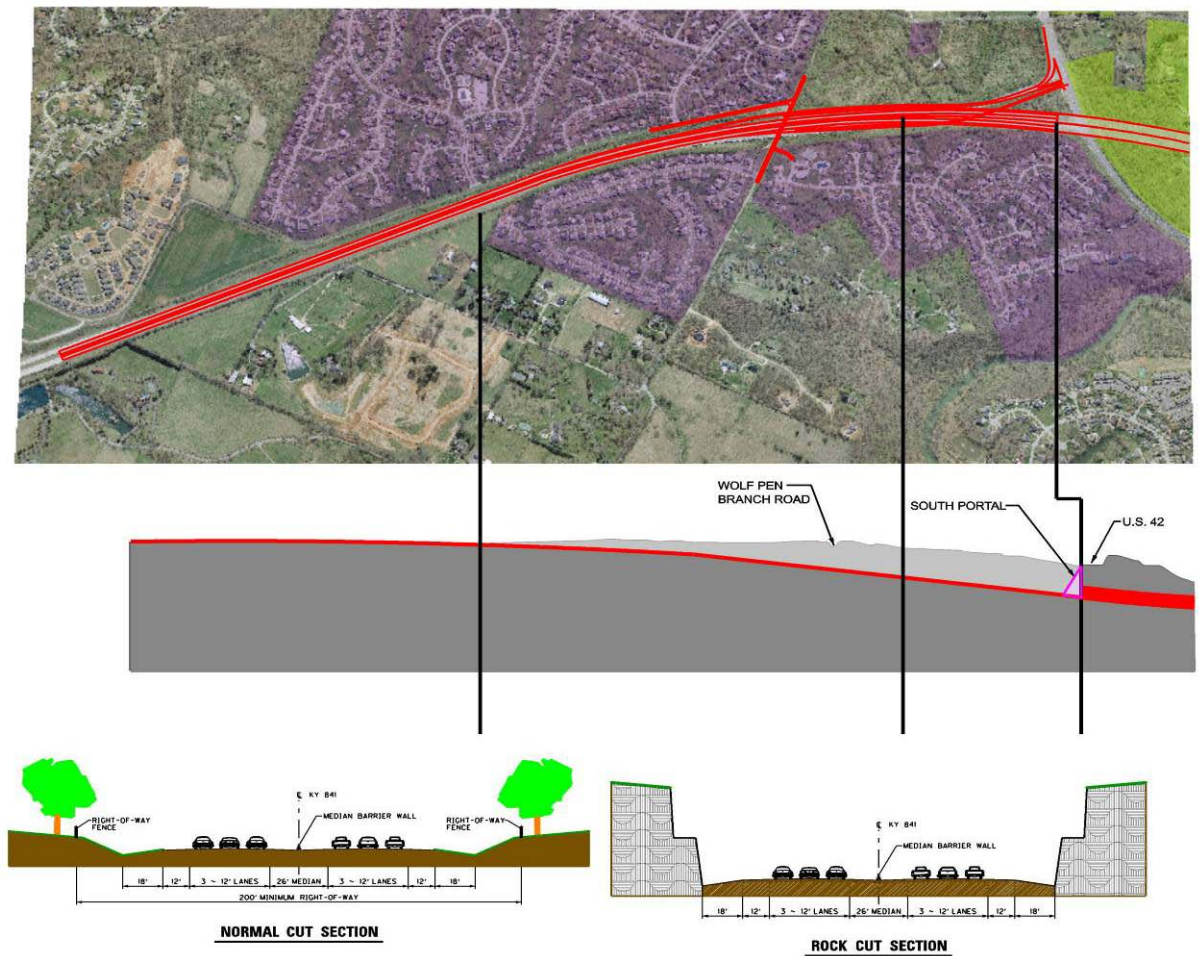 WOLF PEN
BRANCH ROAD
SOUTH PORTAL
U.S. 42
RIGHT-OF-WAY
FENCE
℄ KY 841
MEDIAN BARRIER WALL
RIGHT-OF-WAY
FENCE
18' 12' 3 ~ 12' LANES 26' MEDIAN 3 ~ 12' LANES 12' 18'
200' MINIMUM RIGHT-OF-WAY
NORMAL CUT SECTION
℄ KY 841
MEDIAN BARRIER WALL
18' 12' 3 ~ 12' LANES 26' MEDIAN 3 ~ 12' LANES 12' 18'
ROCK CUT SECTION